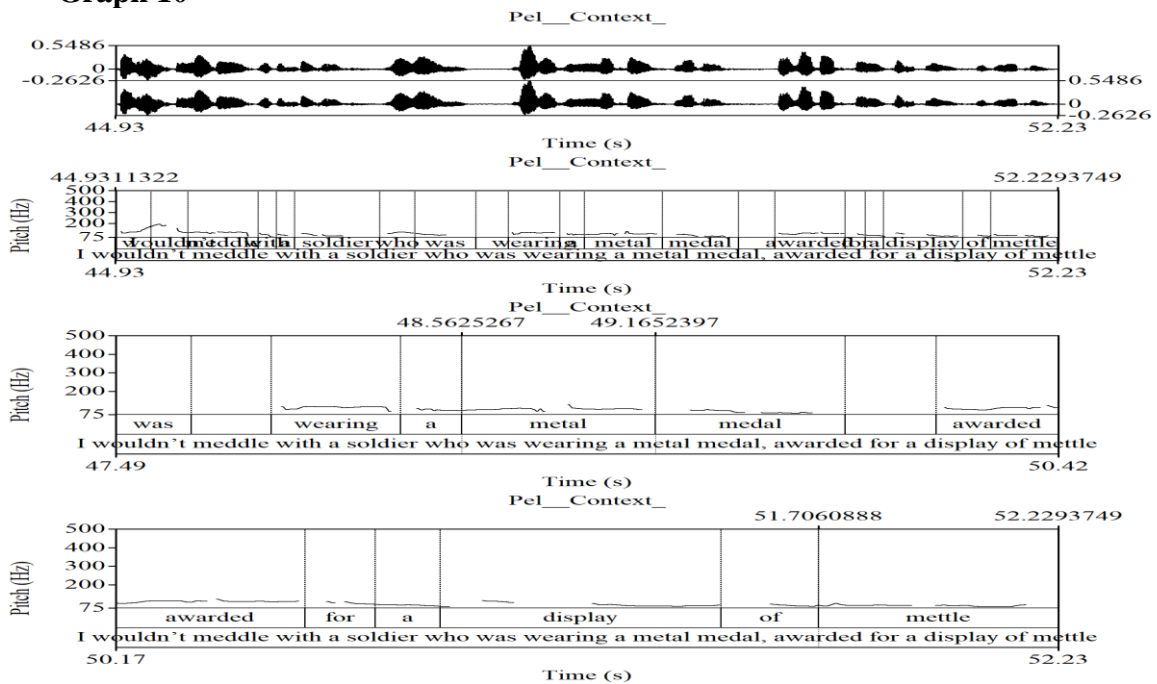 Graph 10
Pel__Context_
0.5486
0
-0.2626
0.5486
0
-0.2626
44.93
52.23
Time (s)
Pel__Context_
44.9311322
52.2293749
Pitch (Hz)
500
400
300
200
75
I wouldn't meddle with a soldier who was wearing a metal medal awarded for a display of mettle
I wouldn't meddle with a soldier who was wearing a metal medal, awarded for a display of mettle
44.93
52.23
Time (s)
Pel__Context_
48.5625267
49.1652397
Pitch (Hz)
500
400
300
200
75
was wearing a metal medal awarded
I wouldn't meddle with a soldier who was wearing a metal medal, awarded for a display of mettle
47.49
50.42
Time (s)
Pel__Context_
51.7060888
52.2293749
Pitch (Hz)
500
400
300
200
75
awarded for a display of mettle
I wouldn't meddle with a soldier who was wearing a metal medal, awarded for a display of mettle
50.17
52.23
Time (s)